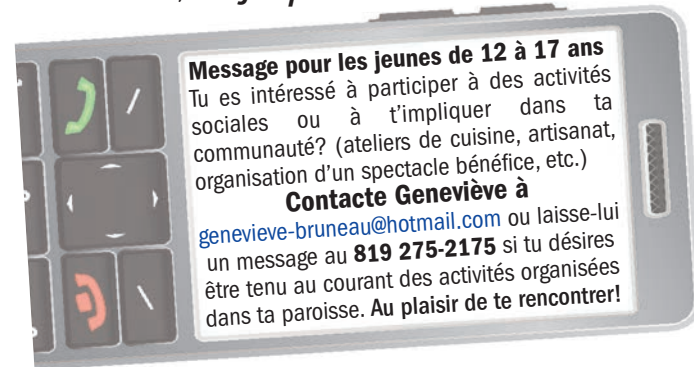 Message pour les jeunes de 12 à 17 ans
Tu es intéressé à participer à des activités
sociales ou à t'impliquer dans ta
communauté? (ateliers de cuisine, artisanat,
organisation d'un spectacle bénéfice, etc.)
Contacte Geneviève à
genevieve-bruneau@hotmail.com ou laisse-lui
un message au 819 275-2175 si tu désires
être tenu au courant des activités organisées
dans ta paroisse. Au plaisir de te rencontrer!